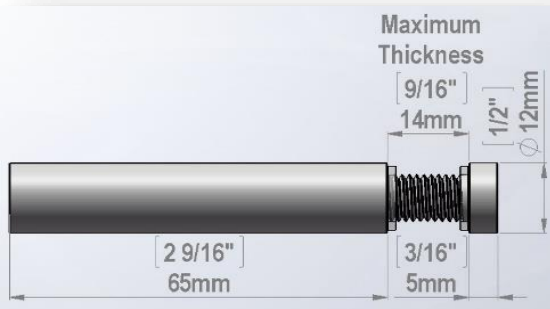 Maximum
Thickness
[9/16"]
14mm
[1/2"]
∅ 12mm
[2 9/16"]
65mm
[3/16"]
5mm